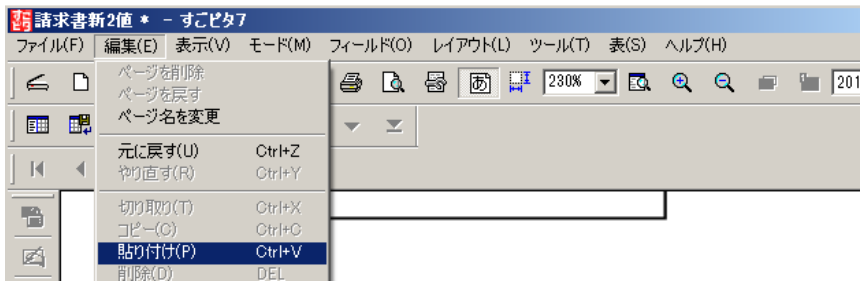 請求書新2値 * - すごピタ7
ファイル(F) 編集(E) 表示(V) モード(M) フィールド(O) レイアウト(L) ツール(T) 表(S) ヘルプ(H)
ページを削除
ページを戻す
ページ名を変更
あ 230% 201
元に戻す(U) Ctrl+Z
やり直す(R) Ctrl+Y
切り取り(T) Ctrl+X
コピー(C) Ctrl+C
貼り付け(P) Ctrl+V
削除(D) DEL